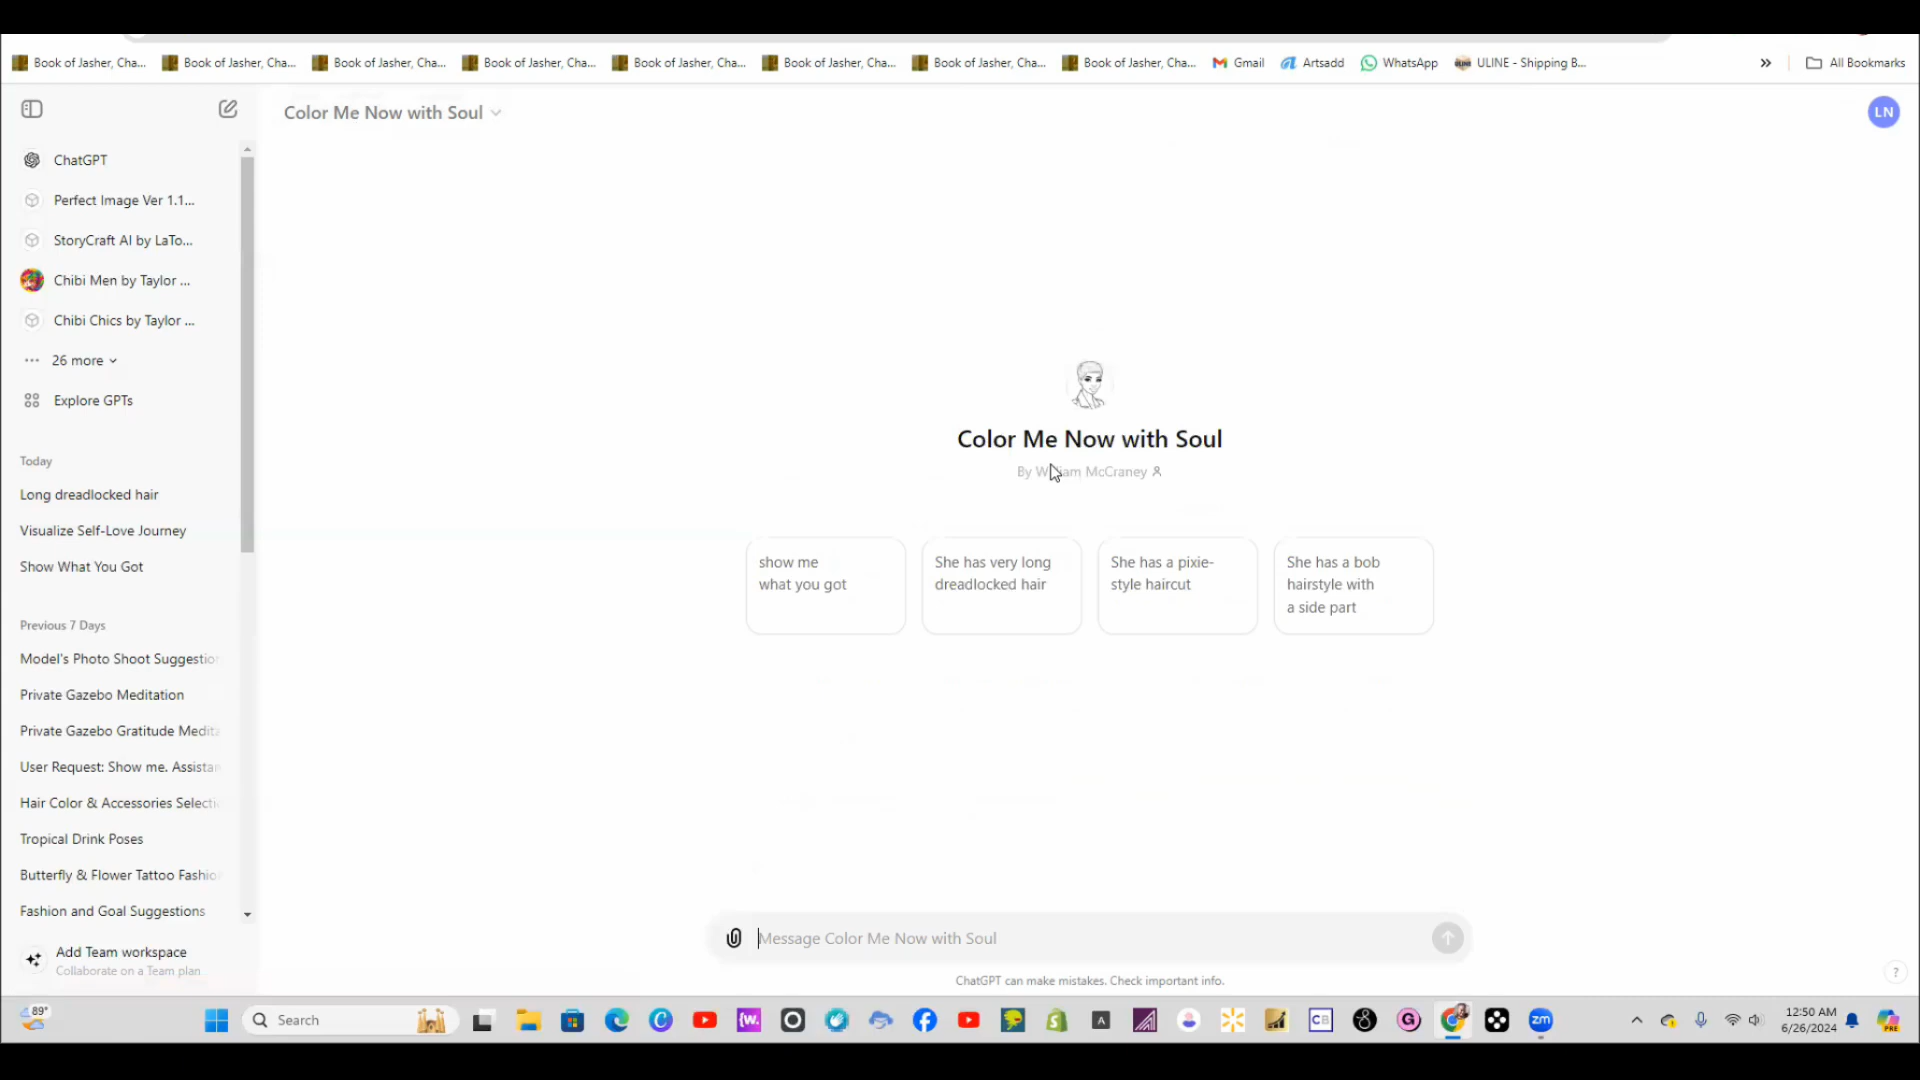 Book of Jasher, Cha...
Book of Jasher, Cha...
Book of Jasher, Cha...
Book of Jasher, Cha...
Book of Jasher, Cha...
Book of Jasher, Cha...
Book of Jasher, Cha...
Book of Jasher, Cha...
Gmail
Artsadd
WhatsApp
ULINE - Shipping B...
All Bookmarks
Color Me Now with Soul
LN
ChatGPT
Perfect Image Ver 1.1...
StoryCraft AI by LaTo...
Chibi Men by Taylor ...
Chibi Chics by Taylor ...
26 more
Explore GPTs
Today
Long dreadlocked hair
Visualize Self-Love Journey
Show What You Got
Previous 7 Days
Model's Photo Shoot Suggestion
Private Gazebo Meditation
Private Gazebo Gratitude Medita
User Request: Show me. Assistan
Hair Color & Accessories Selecti
Tropical Drink Poses
Butterfly & Flower Tattoo Fashio
Fashion and Goal Suggestions
Add Team workspace
Collaborate on a Team plan
Color Me Now with Soul
By William McCraney
show me
what you got
She has very long
dreadlocked hair
She has a pixie-
style haircut
She has a bob
hairstyle with
a side part
Message Color Me Now with Soul
ChatGPT can make mistakes. Check important info.
?
89°
Search
{w.
A
CB
G
zm
12:50 AM
6/26/2024
PRE